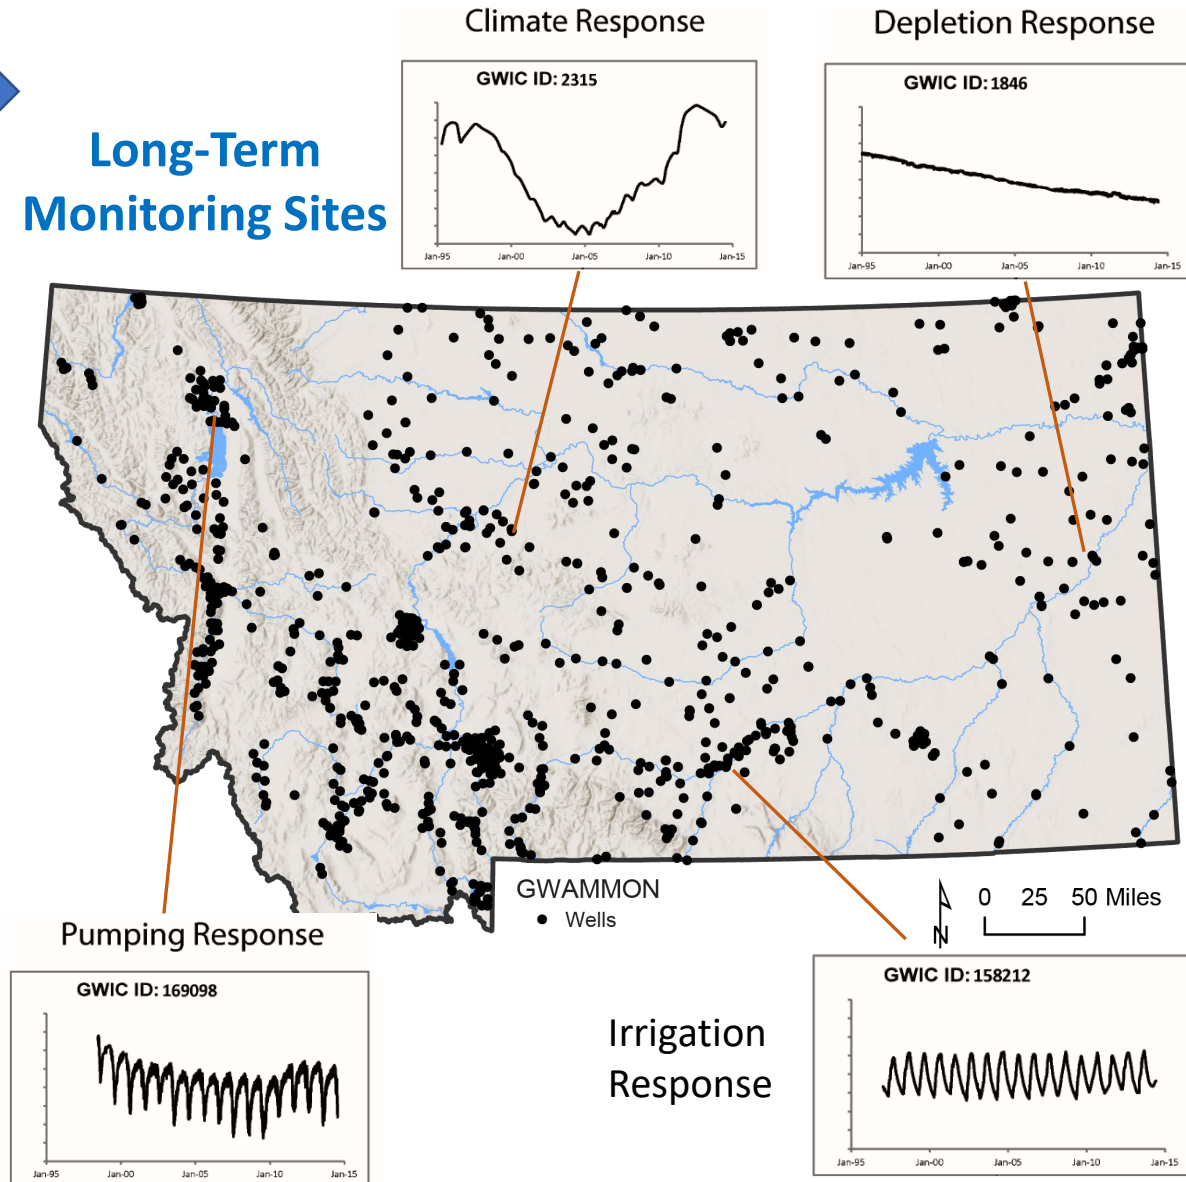 Climate Response
GWIC ID: 2315
Jan-95 Jan-00 Jan-05 Jan-10 Jan-15
Depletion Response
GWIC ID: 1846
Jan-95 Jan-00 Jan-05 Jan-10 Jan-15
Long-Term
Monitoring Sites
GWAMMON
Wells
N
0 25 50 Miles
Pumping Response
GWIC ID: 169098
Jan-95 Jan-00 Jan-05 Jan-10 Jan-15
Irrigation
Response
GWIC ID: 158212
Jan-95 Jan-00 Jan-05 Jan-10 Jan-15